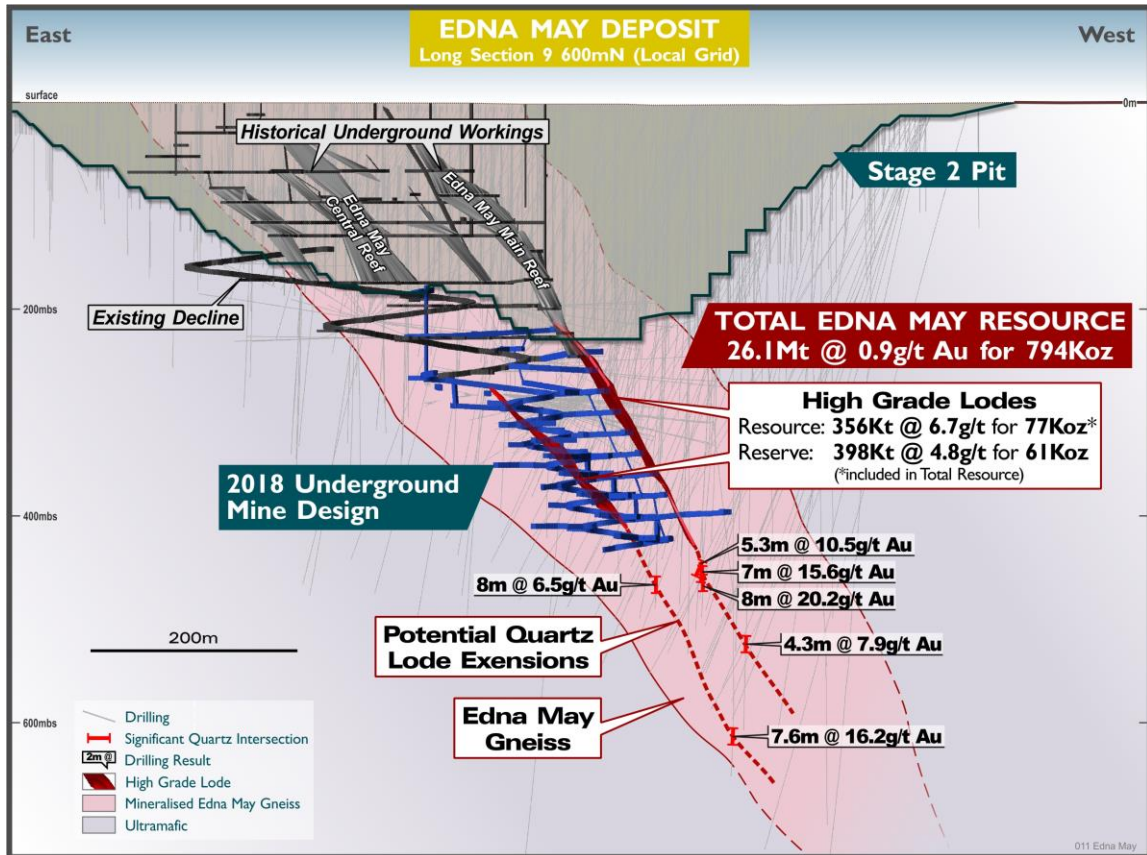 East
EDNA MAY DEPOSIT
Long Section 9 600mN (Local Grid)
West
surface
0m
Historical Underground Workings
Stage 2 Pit
Edna May
Central Reef
Edna May Main Reef
Existing Decline
200mbs
TOTAL EDNA MAY RESOURCE
26.1Mt @ 0.9g/t Au for 794Koz
High Grade Lodes
Resource: 356Kt @ 6.7g/t for 77Koz*
Reserve: 398Kt @ 4.8g/t for 61Koz
(*included in Total Resource)
2018 Underground
Mine Design
400mbs
5.3m @ 10.5g/t Au
7m @ 15.6g/t Au
8m @ 20.2g/t Au
8m @ 6.5g/t Au
4.3m @ 7.9g/t Au
200m
Potential Quartz
Lode Exensions
Edna May
Gneiss
7.6m @ 16.2g/t Au
600mbs
Drilling
Significant Quartz Intersection
2m @
Drilling Result
High Grade Lode
Mineralised Edna May Gneiss
Ultramafic
011 Edna May